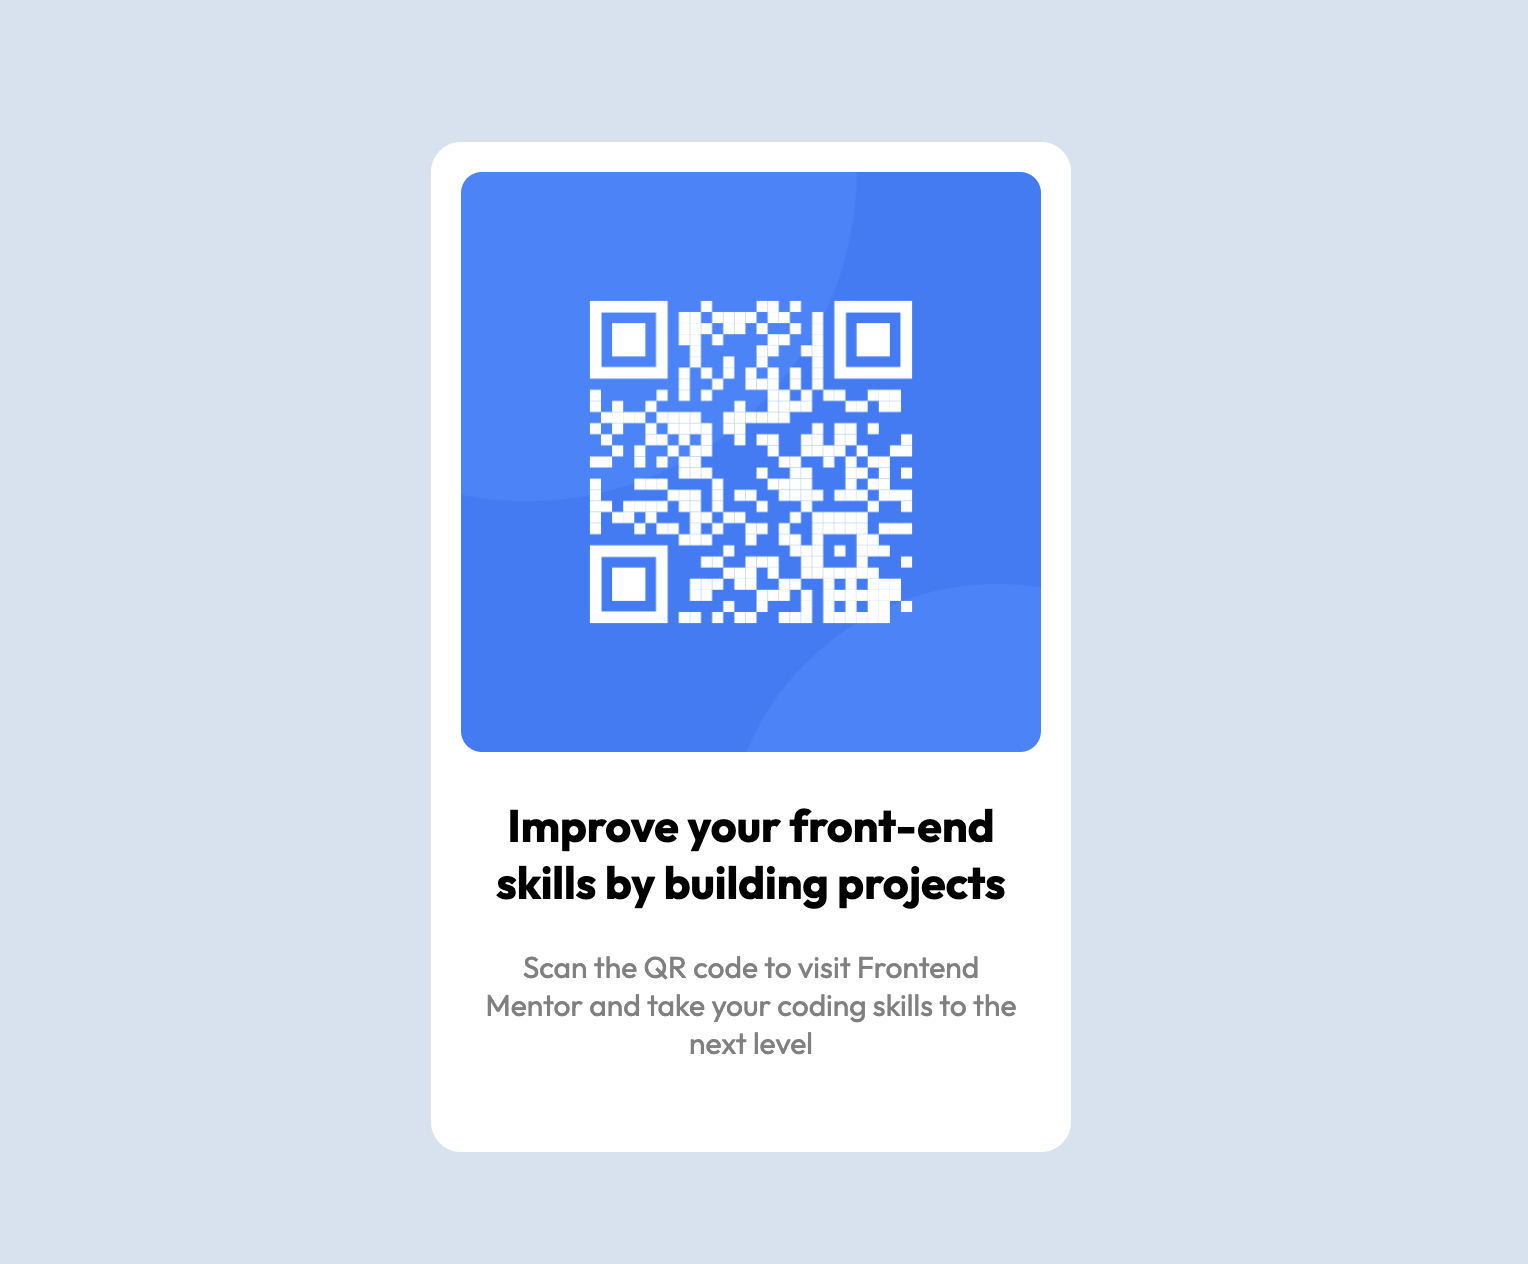 Improve your front-end
skills by building projects
Scan the QR code to visit Frontend
Mentor and take your coding skills to the
next level